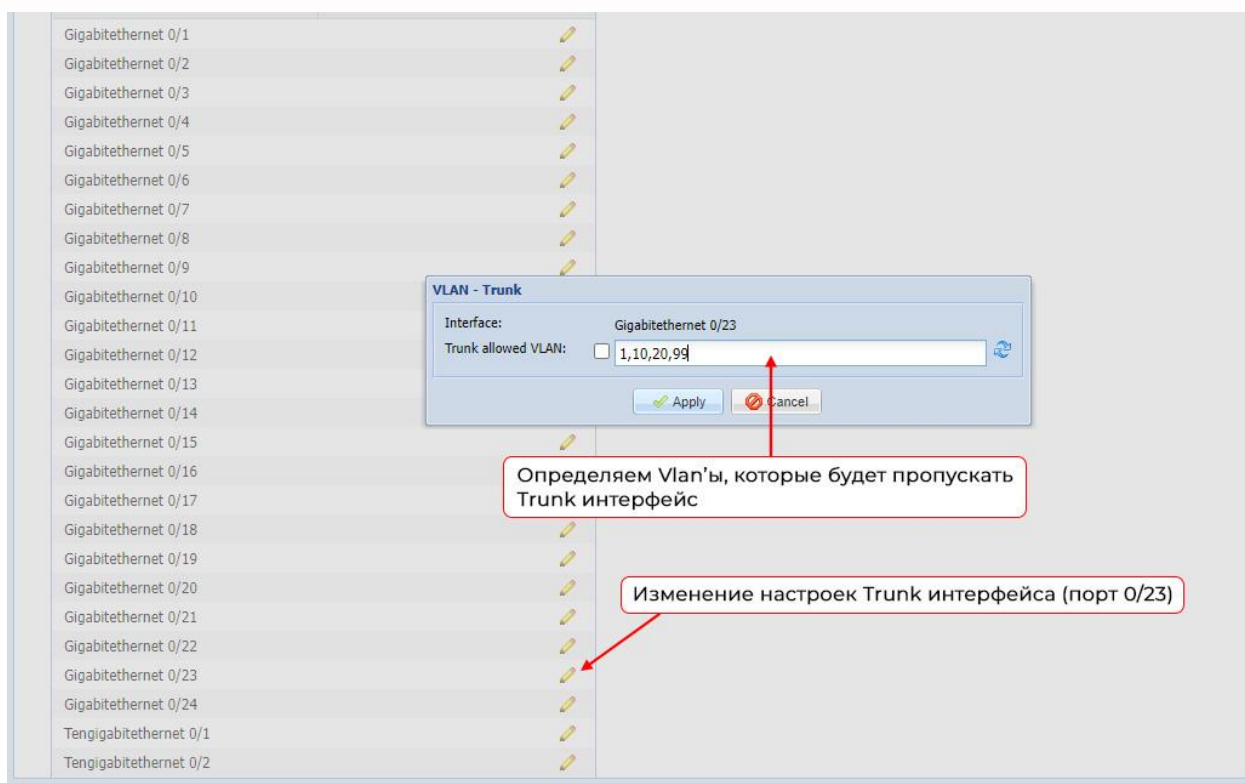 Gigabitethernet 0/1
Gigabitethernet 0/2
Gigabitethernet 0/3
Gigabitethernet 0/4
Gigabitethernet 0/5
Gigabitethernet 0/6
Gigabitethernet 0/7
Gigabitethernet 0/8
Gigabitethernet 0/9
Gigabitethernet 0/10
Gigabitethernet 0/11
Gigabitethernet 0/12
Gigabitethernet 0/13
Gigabitethernet 0/14
Gigabitethernet 0/15
Gigabitethernet 0/16
Gigabitethernet 0/17
Gigabitethernet 0/18
Gigabitethernet 0/19
Gigabitethernet 0/20
Gigabitethernet 0/21
Gigabitethernet 0/22
Gigabitethernet 0/23
Gigabitethernet 0/24
Tengigabitethernet 0/1
Tengigabitethernet 0/2
VLAN - Trunk
Interface: Gigabitethernet 0/23
Trunk allowed VLAN: 1,10,20,99
Apply Cancel
Определяем Vlan'ы, которые будет пропускать
Trunk интерфейс
Изменение настроек Trunk интерфейса (порт 0/23)